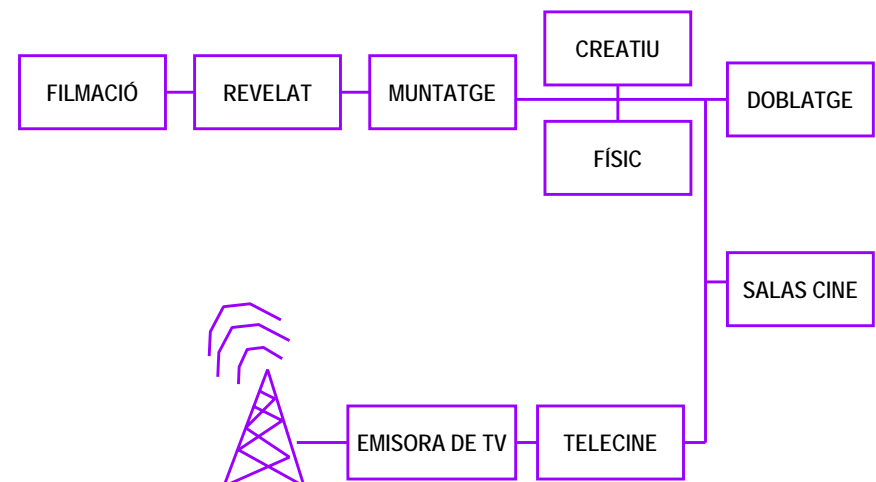 FILMACIÓ
REVELAT
MUNTATGE
CREATIU
FÍSIC
DOBLATGE
SALAS CINE
EMISORA DE TV
TELECINE